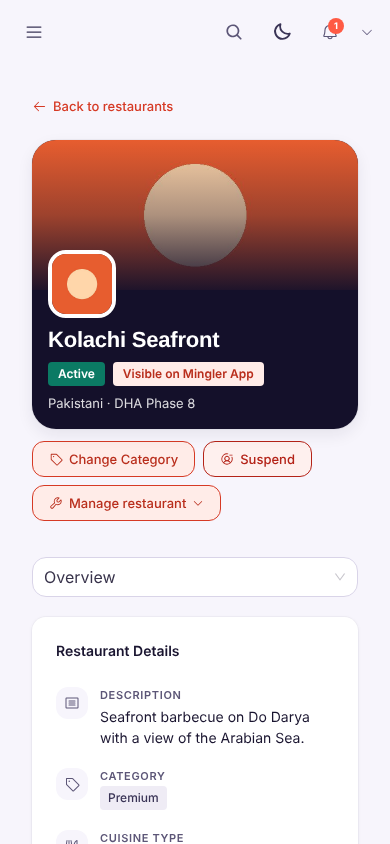 1
Back to restaurants
Kolachi Seafront
Active
Visible on Mingler App
Pakistani · DHA Phase 8
Change Category
Suspend
Manage restaurant
Overview
Restaurant Details
DESCRIPTION
Seafront barbecue on Do Darya
with a view of the Arabian Sea.
CATEGORY
Premium
CUISINE TYPE